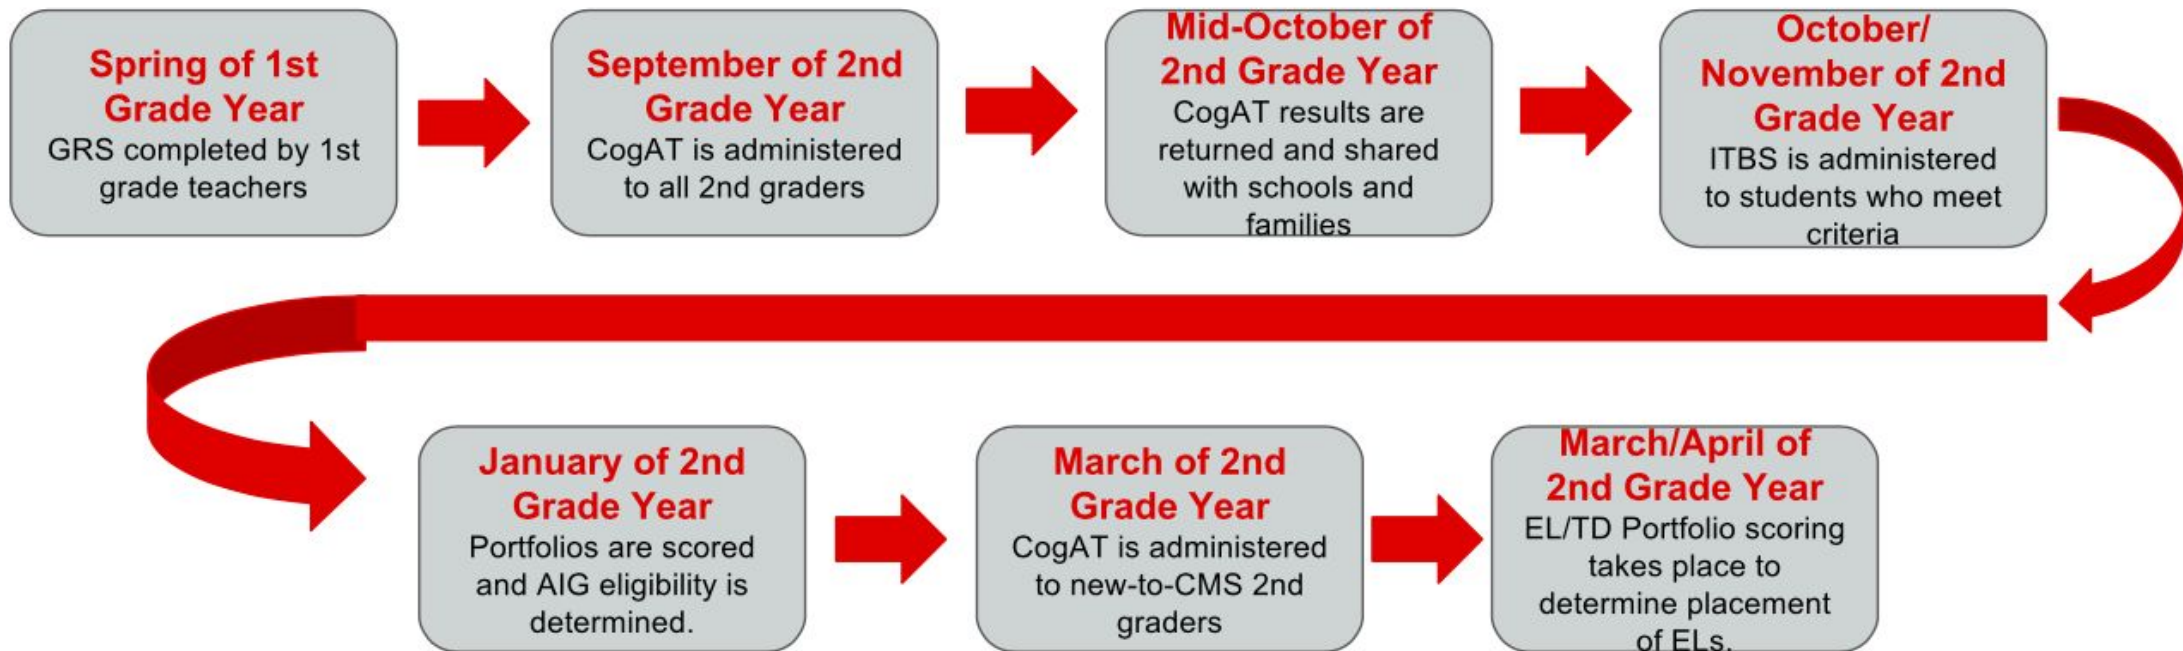 Spring of 1st
Grade Year
GRS completed by 1st
grade teachers
September of 2nd
Grade Year
CogAT is administered
to all 2nd graders
Mid-October of
2nd Grade Year
CogAT results are
returned and shared
with schools and
families
October/
November of 2nd
Grade Year
ITBS is administered
to students who meet
criteria
January of 2nd
Grade Year
Portfolios are scored
and AIG eligibility is
determined.
March of 2nd
Grade Year
CogAT is administered
to new-to-CMS 2nd
graders
March/April of
2nd Grade Year
EL/TD Portfolio scoring
takes place to
determine placement
of ELs.